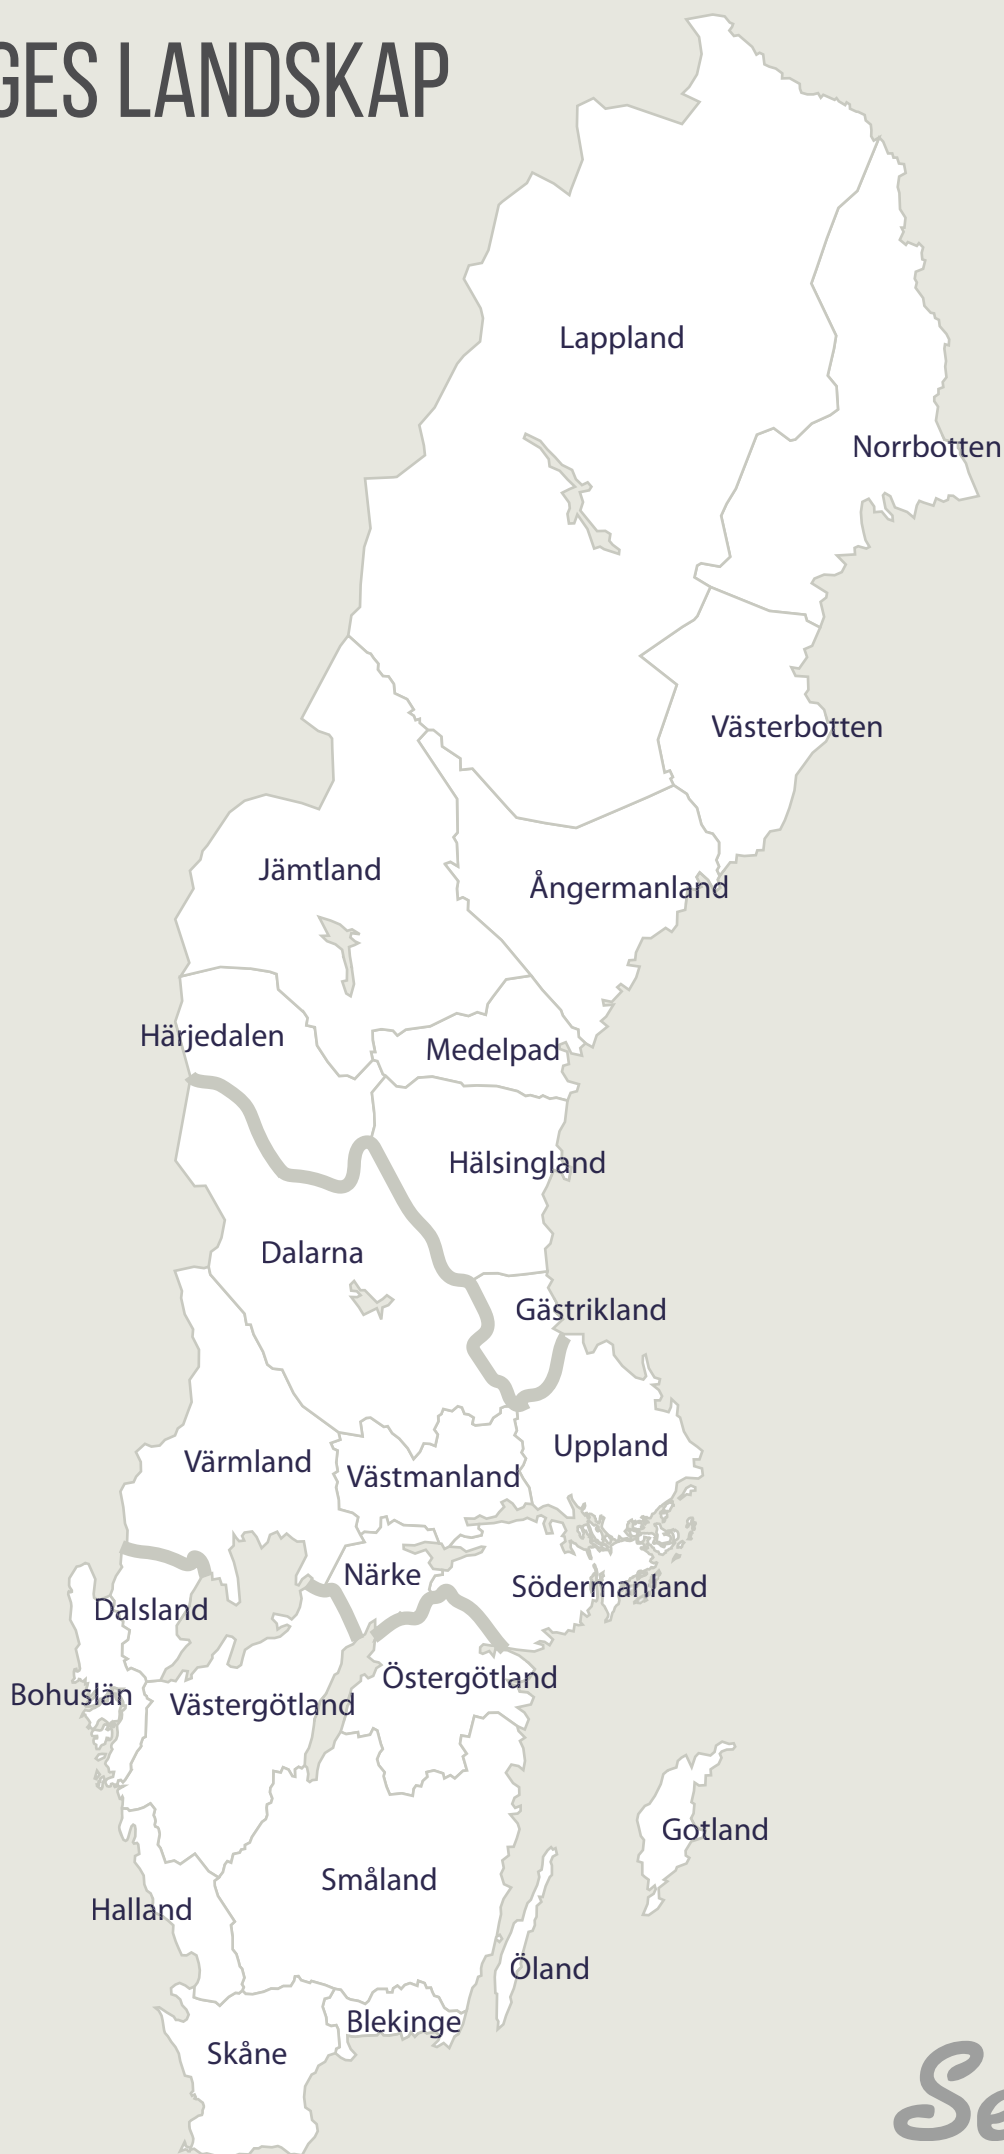 GES LANDSKAP
Lappland
Norrbotten
Västerbotten
Jämtland
Ångermanland
Härjedalen
Medelpad
Hälsingland
Dalarna
Gästrikland
Uppland
Värmland
Västmanland
Närke
Södermanland
Dalsland
Östergötland
Bohuslän
Västergötland
Gotland
Småland
Halland
Öland
Blekinge
Skåne
Se